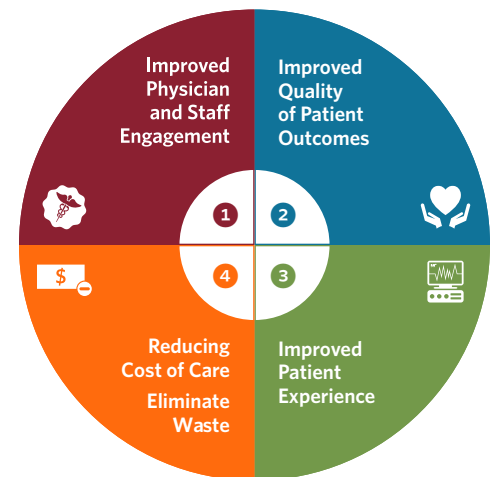 Improved
Physician
and Staff
Engagement
1
Improved
Quality
of Patient
Outcomes
2
Improved
Patient
Experience
3
$
Reducing
Cost of Care
Eliminate
Waste
4